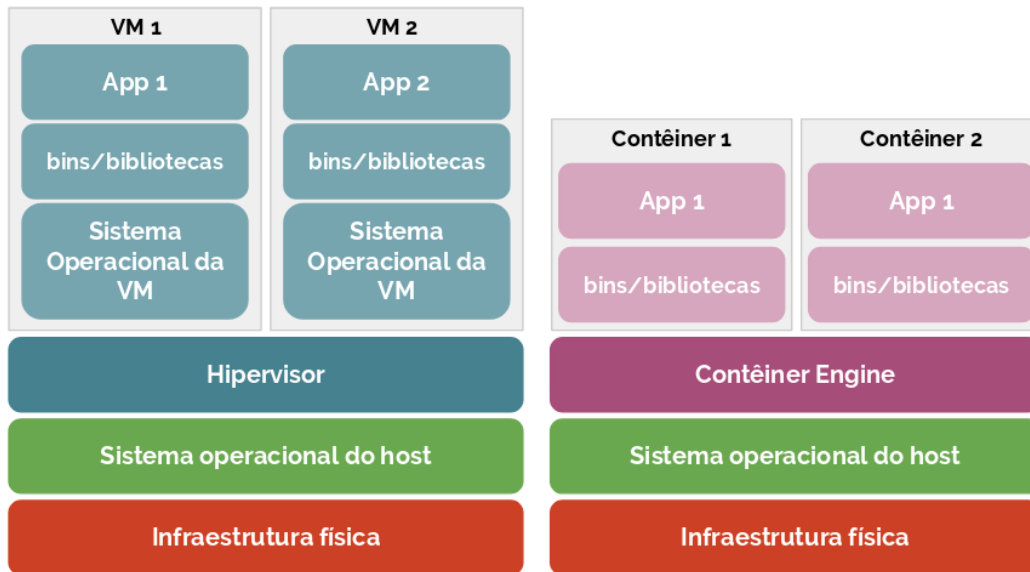 VM 1
App 1
bins/bibliotecas
Sistema
Operacional da
VM
VM 2
App 2
bins/bibliotecas
Sistema
Operacional da
VM
Hipervisor
Sistema operacional do host
Infraestrutura física
Contêiner 1
App 1
bins/bibliotecas
Contêiner 2
App 1
bins/bibliotecas
Contêiner Engine
Sistema operacional do host
Infraestrutura física